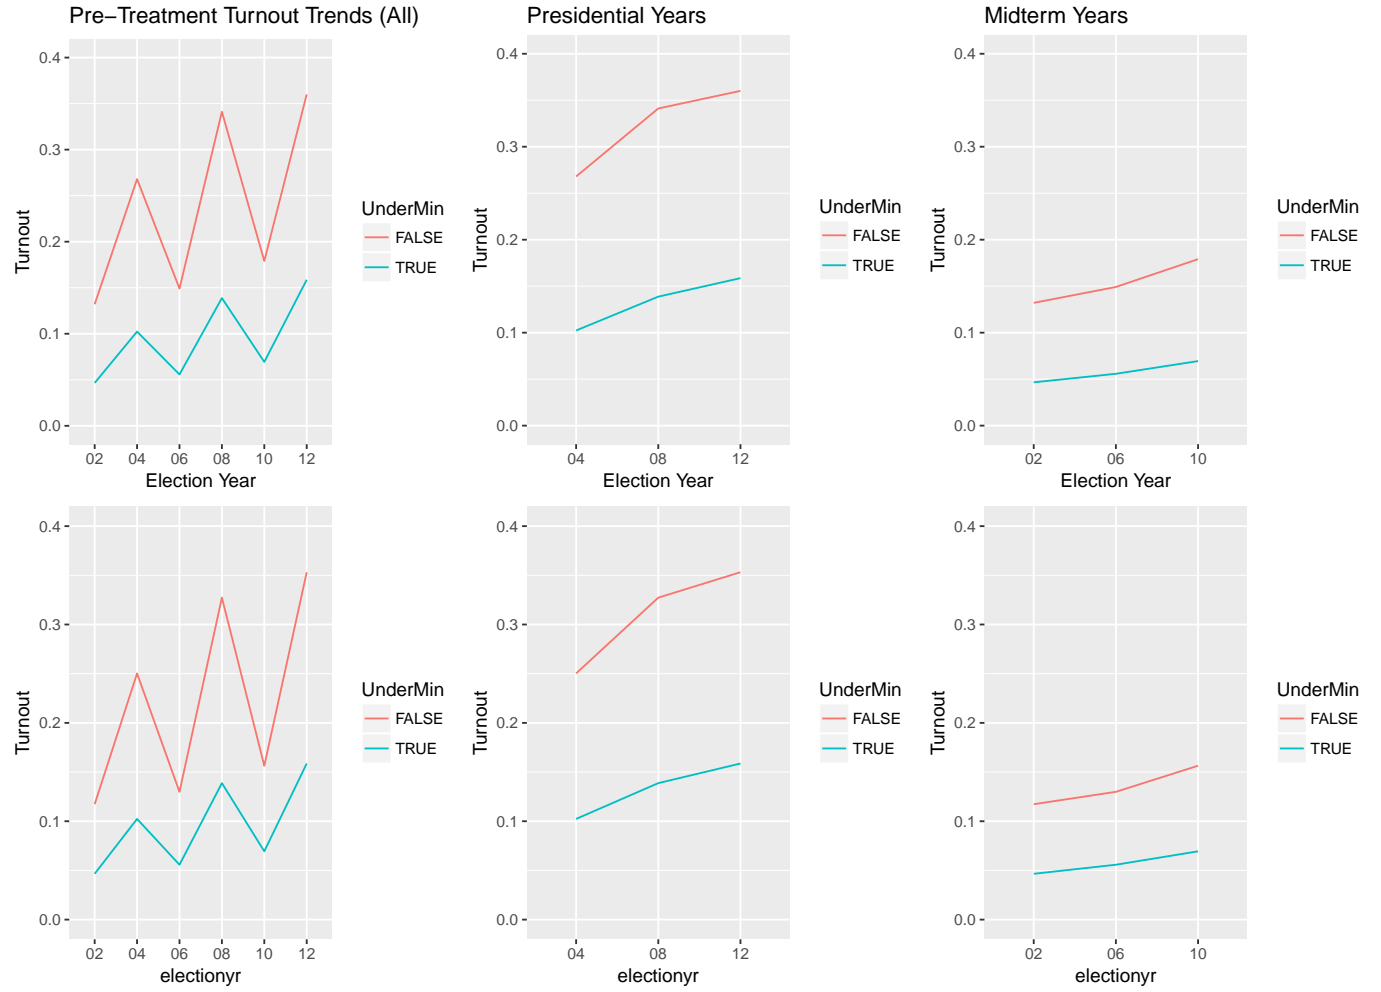 Pre−Treatment Turnout Trends (All)
Presidential Years
Midterm Years
0.4
0.3
0.2
0.1
0.0
Turnout
02 04 06 08 10 12
Election Year
UnderMin
FALSE
TRUE
0.4
0.3
0.2
0.1
0.0
Turnout
04 08 12
Election Year
UnderMin
FALSE
TRUE
0.4
0.3
0.2
0.1
0.0
Turnout
02 06 10
Election Year
UnderMin
FALSE
TRUE
0.4
0.3
0.2
0.1
0.0
Turnout
02 04 06 08 10 12
electionyr
UnderMin
FALSE
TRUE
0.4
0.3
0.2
0.1
0.0
Turnout
04 08 12
electionyr
UnderMin
FALSE
TRUE
0.4
0.3
0.2
0.1
0.0
Turnout
02 06 10
electionyr
UnderMin
FALSE
TRUE